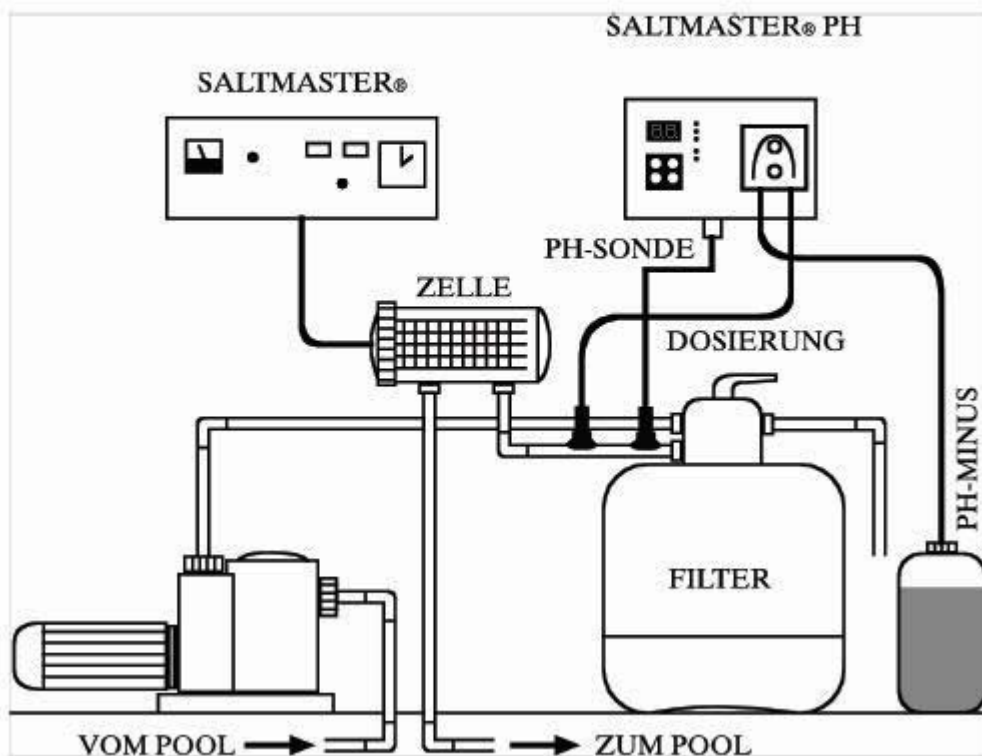 SALTMASTER® PH
SALTMASTER®
PH-SONDE
ZELLE
DOSIERUNG
PH-MINUS
FILTER
VOM POOL
ZUM POOL